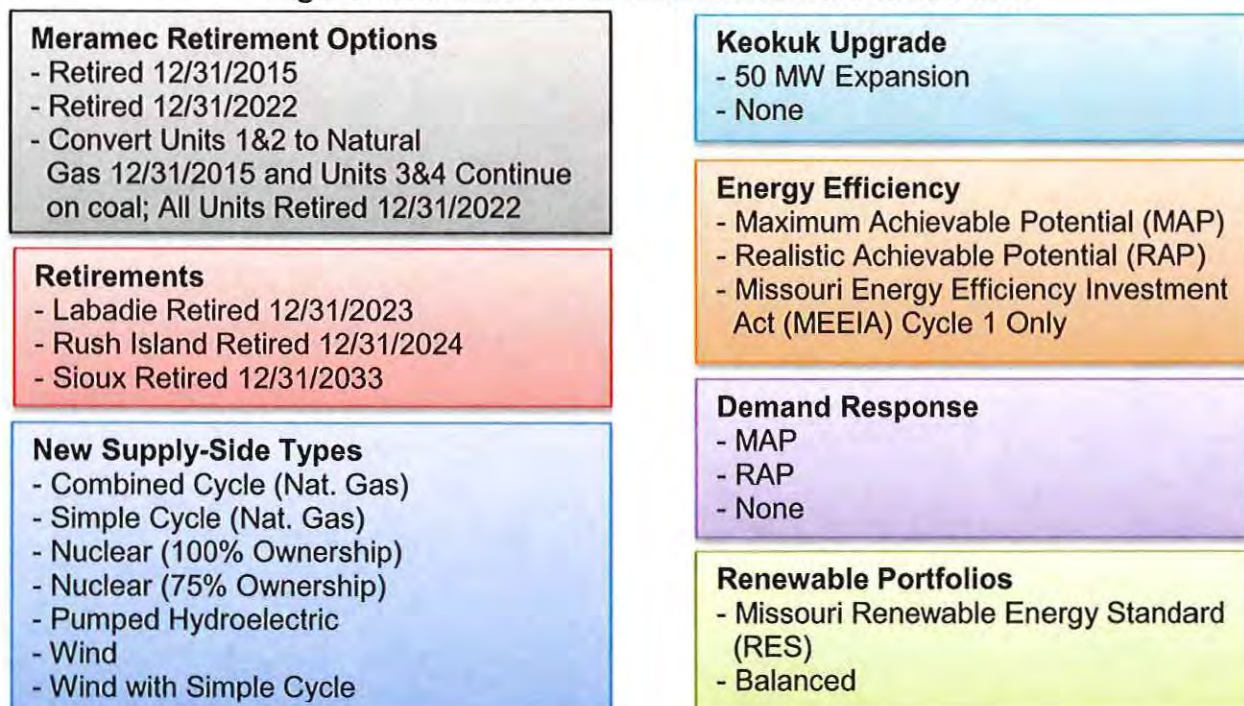 Meramec Retirement Options
- Retired 12/31/2015
- Retired 12/31/2022
- Convert Units 1&2 to Natural
Gas 12/31/2015 and Units 3&4 Continue
on coal; All Units Retired 12/31/2022
Retirements
- Labadie Retired 12/31/2023
- Rush Island Retired 12/31/2024
- Sioux Retired 12/31/2033
New Supply-Side Types
- Combined Cycle (Nat. Gas)
- Simple Cycle (Nat. Gas)
- Nuclear (100% Ownership)
- Nuclear (75% Ownership)
- Pumped Hydroelectric
- Wind
- Wind with Simple Cycle
Keokuk Upgrade
- 50 MW Expansion
- None
Energy Efficiency
- Maximum Achievable Potential (MAP)
- Realistic Achievable Potential (RAP)
- Missouri Energy Efficiency Investment
Act (MEEIA) Cycle 1 Only
Demand Response
- MAP
- RAP
- None
Renewable Portfolios
- Missouri Renewable Energy Standard
(RES)
- Balanced